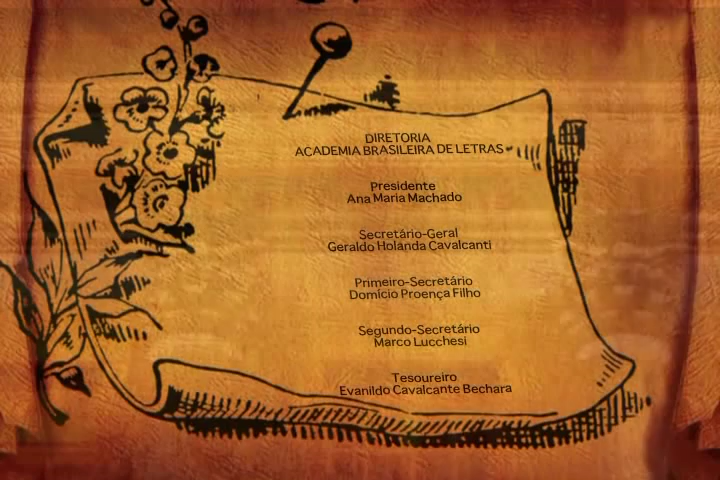 DIRETORIA
ACADEMIA BRASILEIRA DE LETRAS
Presidente
Ana Maria Machado
Secretário-Geral
Geraldo Holanda Cavalcanti
Primeiro-Secretário
Domício Proença Filho
Segundo-Secretário
Marco Lucchesi
Tesoureiro
Evanildo Cavalcante Bechara